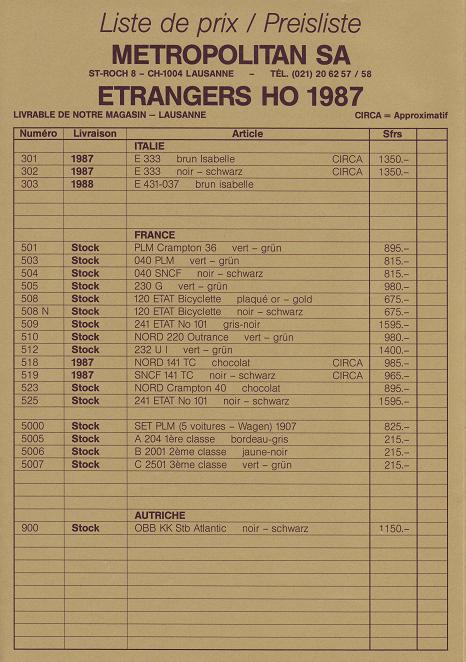 Liste de prix / Preisliste
METROPOLITAN SA
ST-ROCH 8 – CH-1004 LAUSANNE – TÉL. (021) 20 62 57 / 58
ETRANGERS HO 1987
LIVRABLE DE NOTRE MAGASIN – LAUSANNE CIRCA = Approximatif
Numéro Livraison Article Sfrs
ITALIE
301 1987 E 333 brun Isabelle CIRCA 1350.–
302 1987 E 333 noir – schwarz CIRCA 1350.–
303 1988 E 431-037 brun isabelle
FRANCE
501 Stock PLM Crampton 36 vert – grün 895.–
503 Stock 040 PLM vert – grün 815.–
504 Stock 040 SNCF noir – schwarz 815.–
505 Stock 230 G vert – grün 980.–
508 Stock 120 ETAT Bicyclette plaqué or – gold 675.–
508 N Stock 120 ETAT Bicyclette noir – schwarz 675.–
509 Stock 241 ETAT No 101 gris-noir 1595.–
510 Stock NORD 220 Outrance vert – grün 980.–
512 Stock 232 U I vert – grün 1400.–
518 1987 NORD 141 TC chocolat CIRCA 985.–
519 1987 SNCF 141 TC noir – schwarz CIRCA 965.–
523 Stock NORD Crampton 40 chocolat 895.–
525 Stock 241 ETAT No 101 noir – schwarz 1595.–
5000 Stock SET PLM (5 voitures – Wagen) 1907 825.–
5005 Stock A 204 1ère classe bordeau-gris 215.–
5006 Stock B 2001 2ème classe jaune-noir 215.–
5007 Stock C 2501 3ème classe vert – grün 215.–
AUTRICHE
900 Stock OBB KK Stb Atlantic noir – schwarz 1150.–